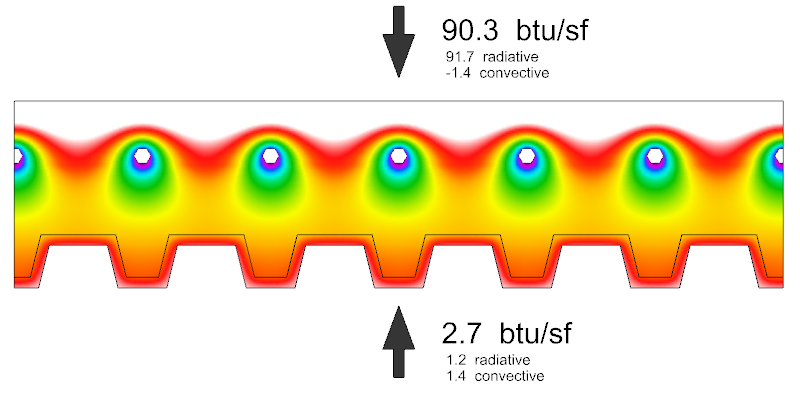 90.3 btu/sf
91.7 radiative
-1.4 convective
2.7 btu/sf
1.2 radiative
1.4 convective